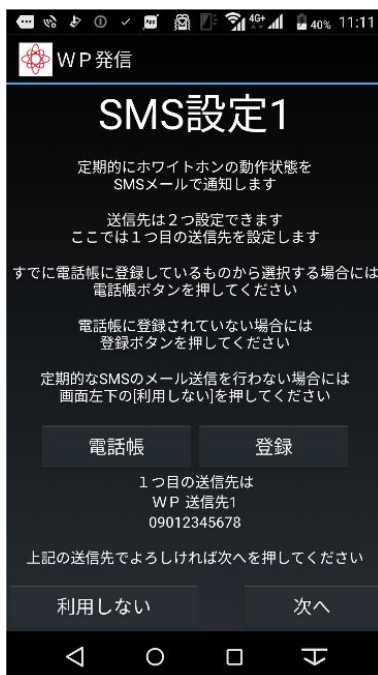 4G+ 40% 11:11
WP発信
SMS設定1
定期的にホワイトホンの動作状態を
SMSメールで通知します
送信先は２つ設定できます
ここでは１つ目の送信先を設定します
すでに電話帳に登録しているものから選択する場合には
電話帳ボタンを押してください
電話帳に登録されていない場合には
登録ボタンを押してください
定期的なSMSのメール送信を行わない場合には
画面左下の[利用しない]を押してください
電話帳 登録
１つ目の送信先は
ＷＰ 送信先1
09012345678
上記の送信先でよろしければ次へを押してください
利用しない 次へ